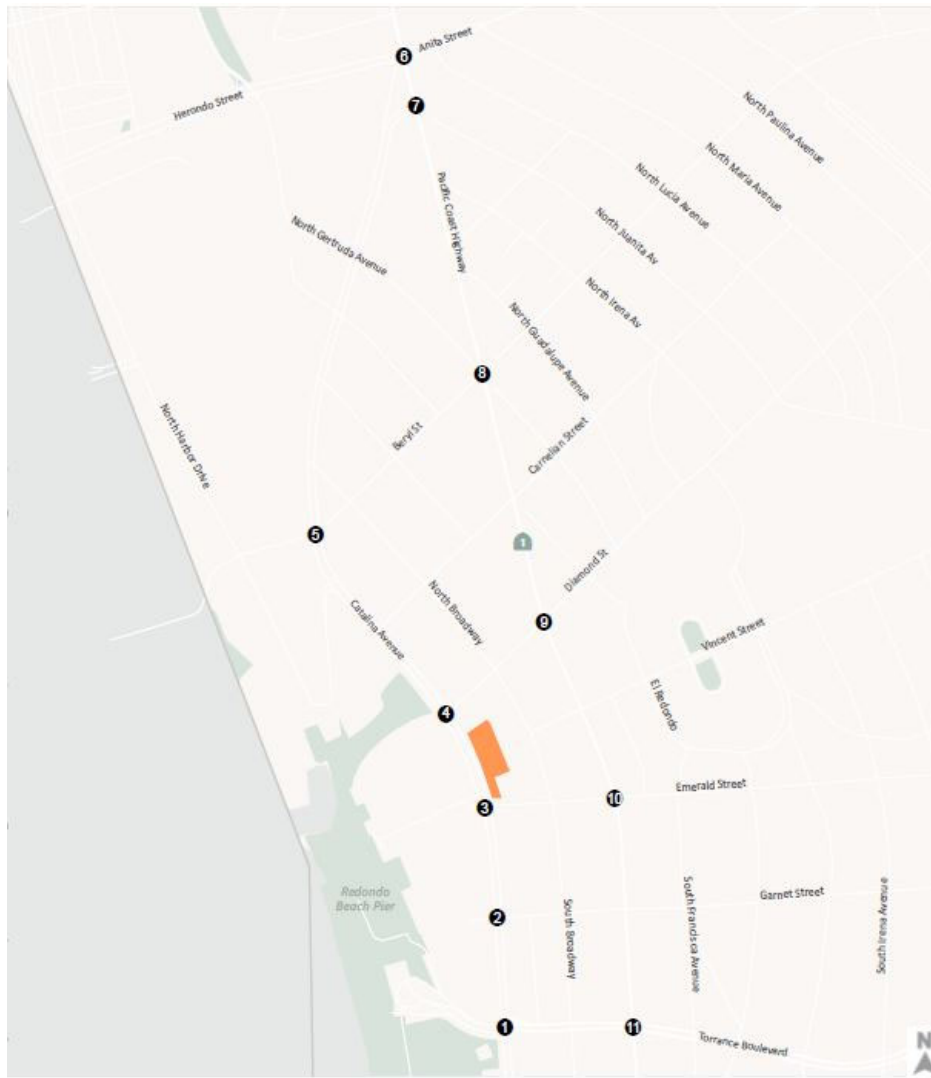 6
Anita Street
Herondo Street
7
North Paulina Avenue
North Maria Avenue
North Lucia Avenue
Pacific Coast Highway
North Juanita Av
North Gertruda Avenue
North Irena Av
North Guadalupe Avenue
8
Beryl St
Carnelian Street
North Harbor Drive
5
1
Diamond St
North Broadway
Catalina Avenue
9
Vincent Street
El Redondo
4
3
10
Emerald Street
Redondo
Beach Pier
2
South Broadway
South Francisca Avenue
Garnet Street
South Irena Avenue
1
11
Torrance Boulevard
N